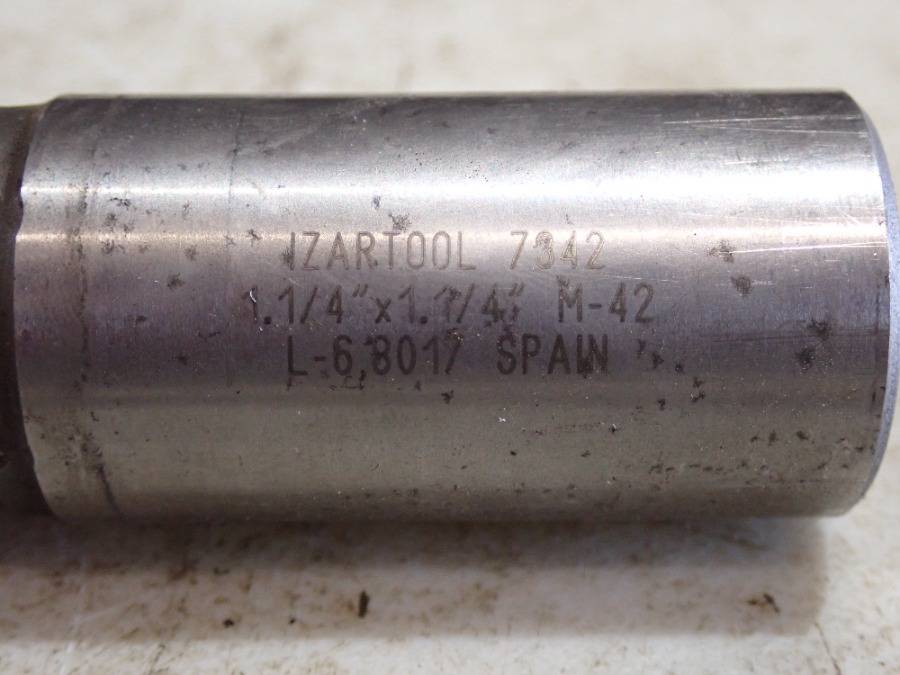 IZARTOOL 7342
1.1/4"x1.1/4" M-42
L-6,8017 SPAIN